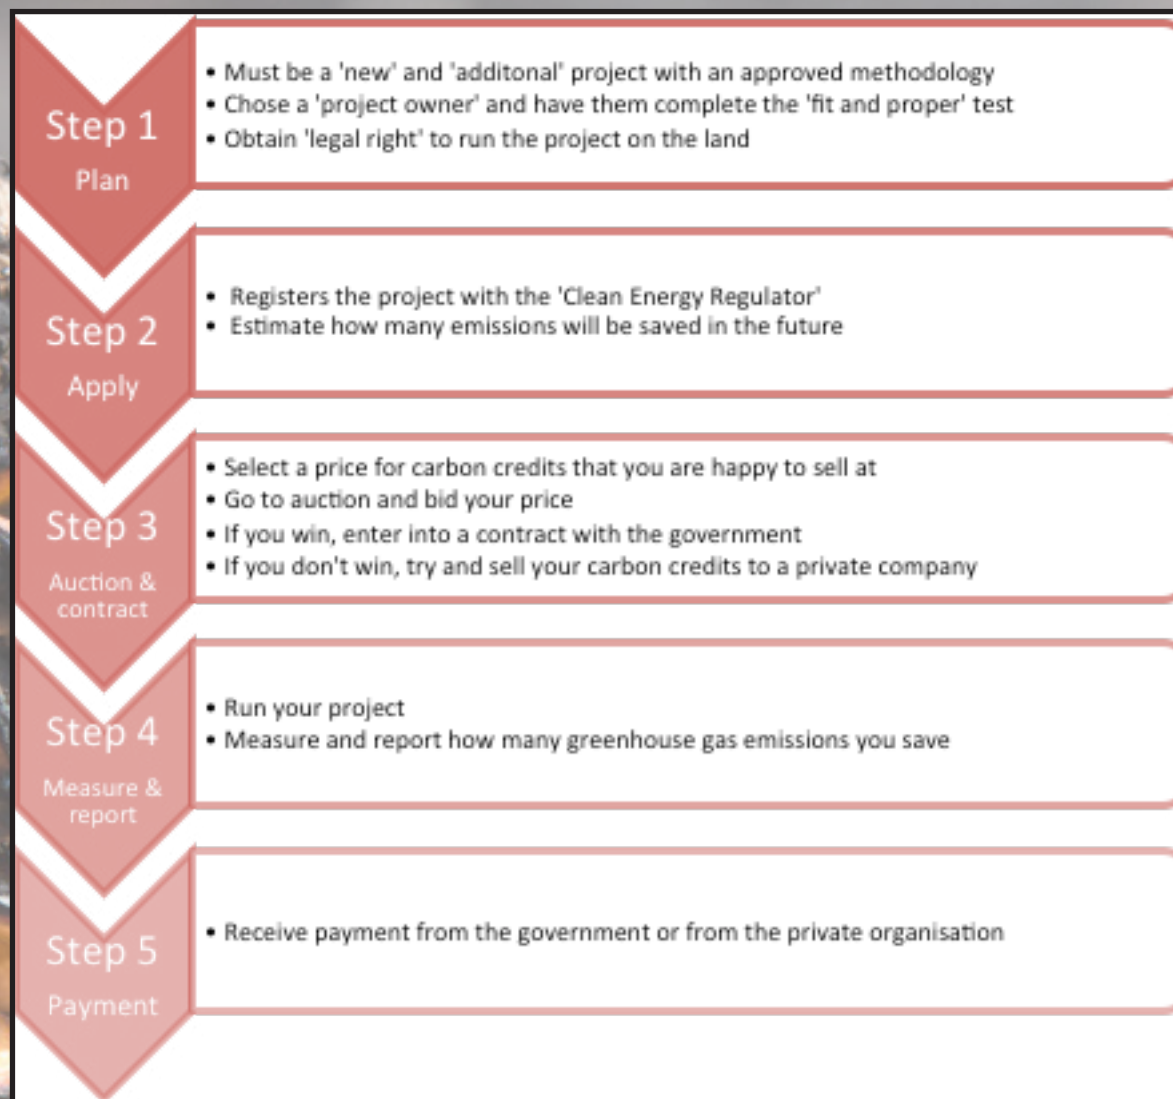 Step 1
Plan
• Must be a 'new' and 'additonal' project with an approved methodology
• Chose a 'project owner' and have them complete the 'fit and proper' test
• Obtain 'legal right' to run the project on the land
Step 2
Apply
• Registers the project with the 'Clean Energy Regulator'
• Estimate how many emissions will be saved in the future
Step 3
Auction &
contract
• Select a price for carbon credits that you are happy to sell at
• Go to auction and bid your price
• If you win, enter into a contract with the government
• If you don't win, try and sell your carbon credits to a private company
Step 4
Measure &
report
• Run your project
• Measure and report how many greenhouse gas emissions you save
Step 5
Payment
• Receive payment from the government or from the private organisation